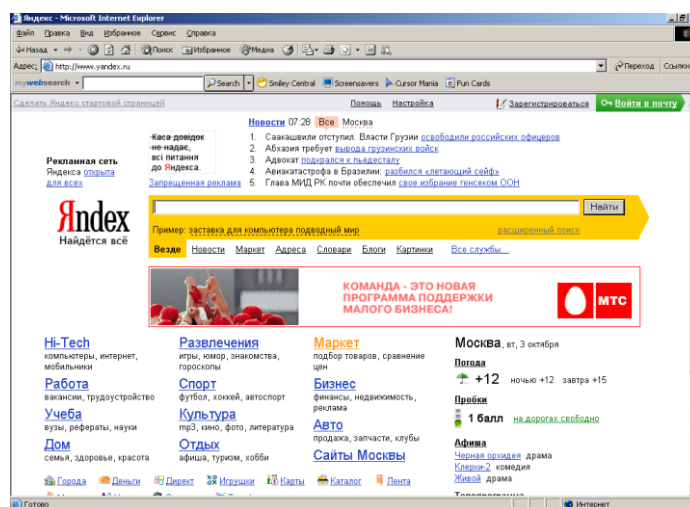 Яндекс - Microsoft Internet Explorer
Файл Правка Вид Избранное Сервис Справка
Назад Поиск Избранное Медиа
Адрес: http://www.yandex.ru Переход Ссылки
mywebsearch Search Smiley Central Screensavers Cursor Mania Fun Cards
Сделать Яндекс стартовой страницей Помощь Настройка Зарегистрироваться Войти в почту
Новости 07:28 Все Москва
Каса довідок
не надає,
всі питання
до Яндекса.
Запрещенная реклама
Рекламная сеть
Яндекса открыта
для всех
1. Саакашвили отступил. Власти Грузии освободили российских офицеров
2. Абхазия требует вывода грузинских войск
3. Адвокат подкрался к пьедесталу
4. Авиакатастрофа в Бразилии: разбился «летающий сейф»
5. Глава МИД РК почти обеспечил свое избрание генсеком ООН
Яndex
Найдётся всё
Найти
Пример: заставка для компьютера подводный мир расширенный поиск
Везде Новости Маркет Адреса Словари Блоги Картинки Все службы...
КОМАНДА - ЭТО НОВАЯ
ПРОГРАММА ПОДДЕРЖКИ
МАЛОГО БИЗНЕСА!
МТС
Hi-Tech
компьютеры, интернет,
мобильники
Работа
вакансии, трудоустройство
Учеба
вузы, рефераты, науки
Дом
семья, здоровье, красота
Развлечения
игры, юмор, знакомства,
гороскопы
Спорт
футбол, хоккей, автоспорт
Культура
mp3, кино, фото, литература
Отдых
афиша, туризм, хобби
Маркет
подбор товаров, сравнение
цен
Бизнес
финансы, недвижимость,
реклама
Авто
продажа, запчасти, клубы
Сайты Москвы
Москва, вт, 3 октября
Погода
+12 ночью +12 завтра +15
Пробки
1 балл на дорогах свободно
Афиша
Черная орхидея драма
Клерки-2 комедия
Живой драма
Телепрограмма
Города Деньги Директ Игрушки Карты Каталог Лента
Готово Интернет